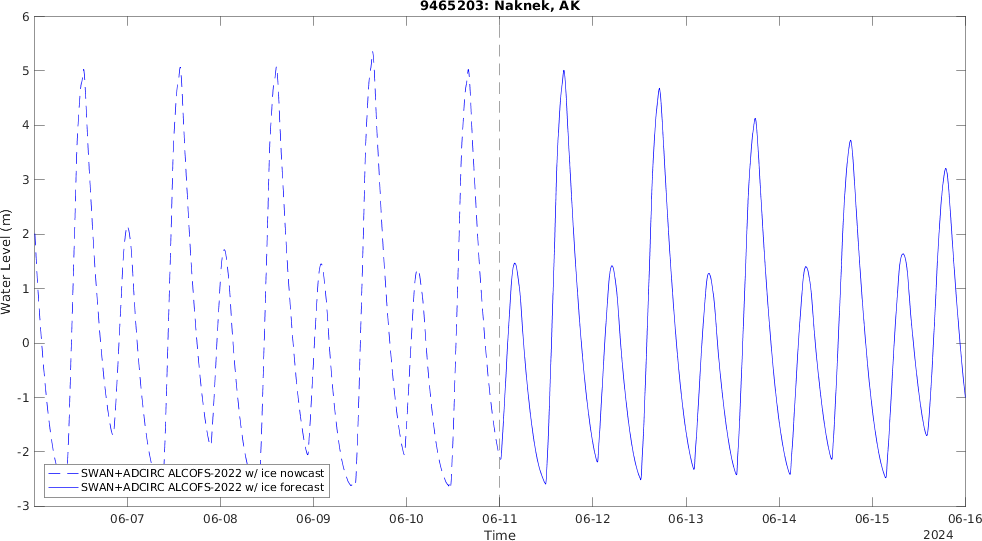 9465203: Naknek, AK
6
5
4
3
2
1
0
-1
-2
-3
Water Level (m)
SWAN+ADCIRC ALCOFS-2022 w/ ice nowcast
SWAN+ADCIRC ALCOFS-2022 w/ ice forecast
06-07 06-08 06-09 06-10 06-11 06-12 06-13 06-14 06-15 06-16
Time
2024